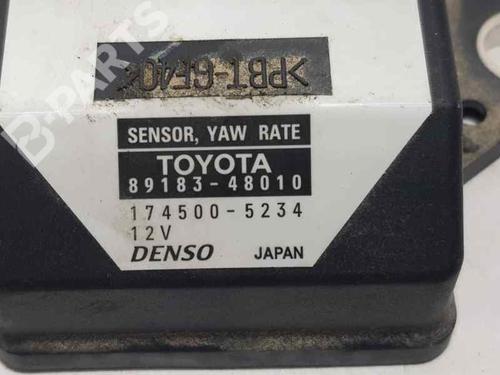 B-PARTS
>PBT-GF40<
SENSOR, YAW RATE
TOYOTA
89183-48010
174500-5234
12V
DENSO JAPAN